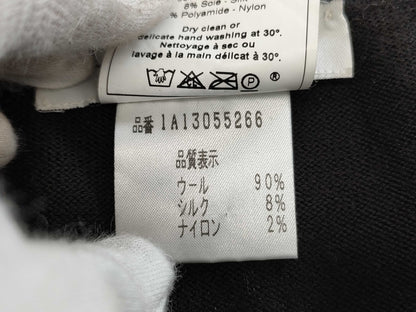 8% Soie - Sil
% Polyamide - Nylon
Dry clean or
delicate hand washing at 30°.
Nettoyage à sec ou
lavage à la main délicat à 30°.
P
®
品番 1A13055266
品質表示
ウール 90%
シルク 8%
ナイロン 2%